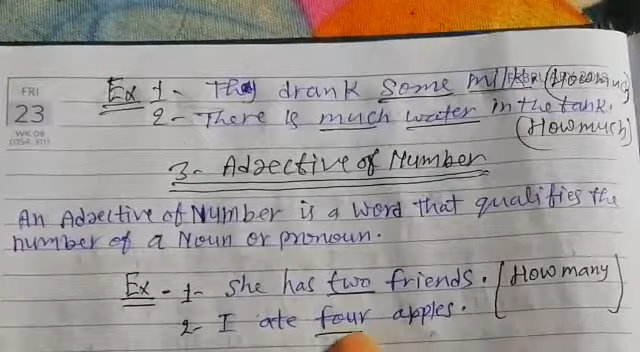 FRI
23
WK 08
(054-311)
Ex 1- They drank some milk (How much)
2- There is much water in the tank.
(How much)
3- Adjective of Number
An Adjective of Number is a word that qualifies the
number of a Noun or pronoun.
Ex - 1- She has two friends. (How many)
2- I ate four apples.